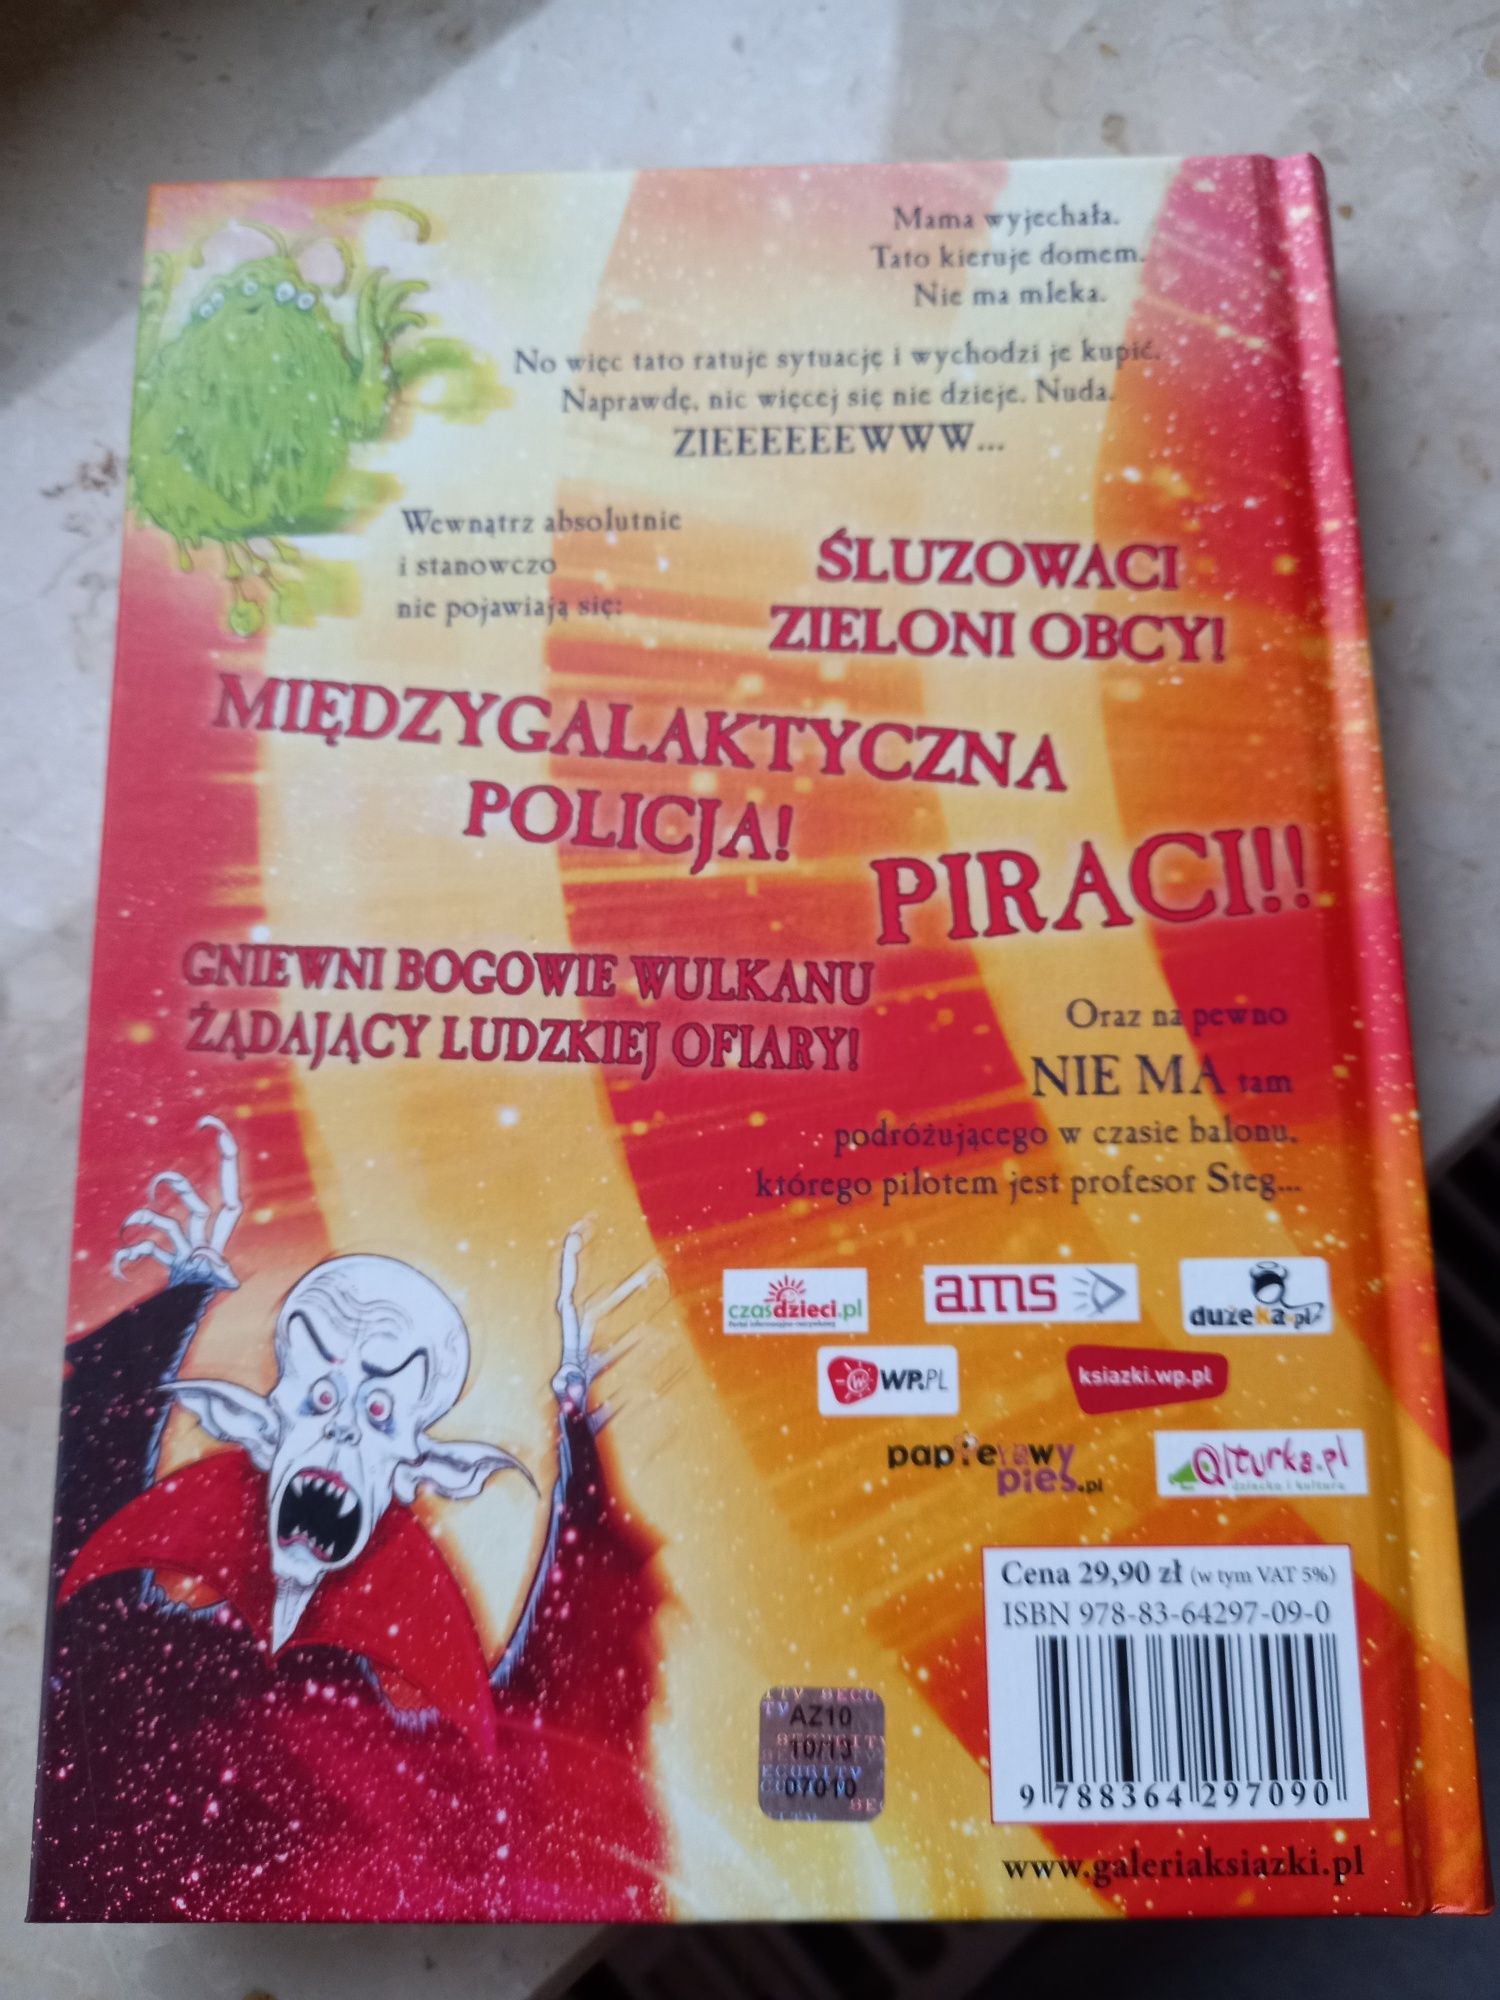 Mama wyjechała.
Tato kieruje domem.
Nie ma mleka.
No więc tato ratuje sytuację i wychodzi je kupić.
Naprawdę, nic więcej się nie dzieje. Nuda.
ZIEEEEEEWWW...
Wewnątrz absolutnie
i stanowczo
nie pojawiają się:
ŚLUZOWACI
ZIELONI OBCY!
MIĘDZYGALAKTYCZNA
POLICJA!
PIRACI!!
GNIEWNI BOGOWIE WULKANU
ŻĄDAJĄCY LUDZKIEJ OFIARY!
Oraz na pewno
NIE MA tam
podróżującego w czasie balonu,
którego pilotem jest profesor Steg...
czasdzieci.pl
ams
dużeKa.pl
WP.PL
ksiazki.wp.pl
papierowy
pies.pl
Qlturka.pl
dziecko i kultura
Cena 29,90 zł (w tym VAT 5%)
ISBN 978-83-64297-09-0
9 788364 297090
AZ10
10/13
07010
www.galeriaksiazki.pl